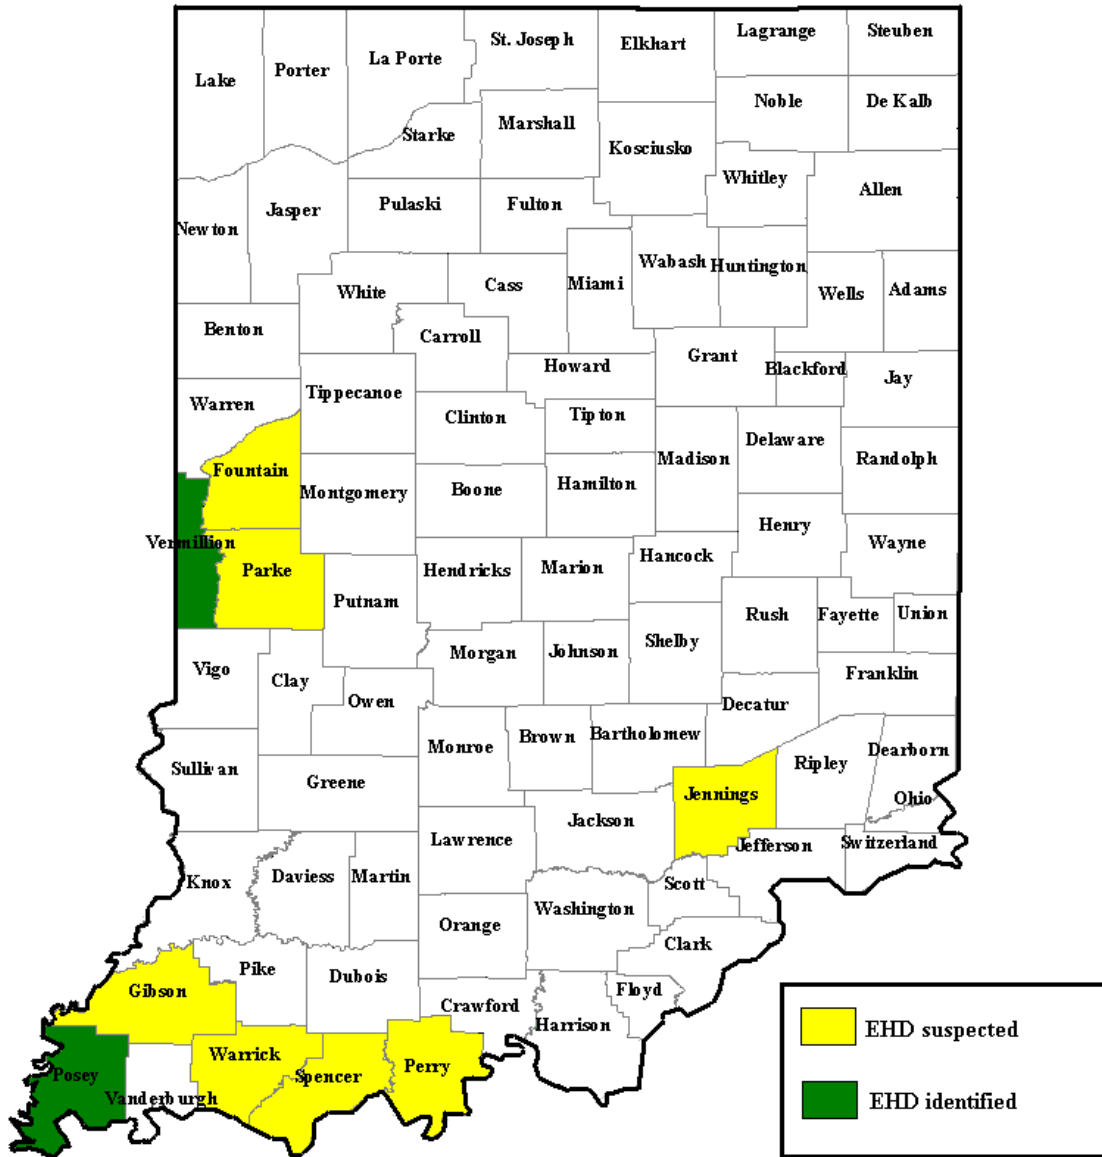 St. Joseph
Elkhart
Lagrange
Steuben
Lake
Porter
La Porte
Noble
De Kalb
Starke
Marshall
Kosciusko
Whitley
Allen
Newton
Jasper
Pulaski
Fulton
Wabash
Huntington
White
Cass
Miami
Wells
Adams
Benton
Carroll
Howard
Grant
Blackford
Jay
Warren
Tippecanoe
Clinton
Tipton
Delaware
Madison
Randolph
Fountain
Montgomery
Boone
Hamilton
Henry
Wayne
Vermillion
Parke
Hendricks
Marion
Hancock
Putnam
Rush
Fayette
Union
Vigo
Clay
Morgan
Johnson
Shelby
Franklin
Owen
Decatur
Monroe
Brown
Bartholomew
Dearborn
Ripley
Sullivan
Greene
Jennings
Ohio
Lawrence
Jackson
Jefferson
Switzerland
Knox
Daviess
Martin
Scott
Orange
Washington
Clark
Gibson
Pike
Dubois
Crawford
Floyd
Harrison
Posey
Vanderburgh
Warrick
Spencer
Perry
EHD suspected
EHD identified